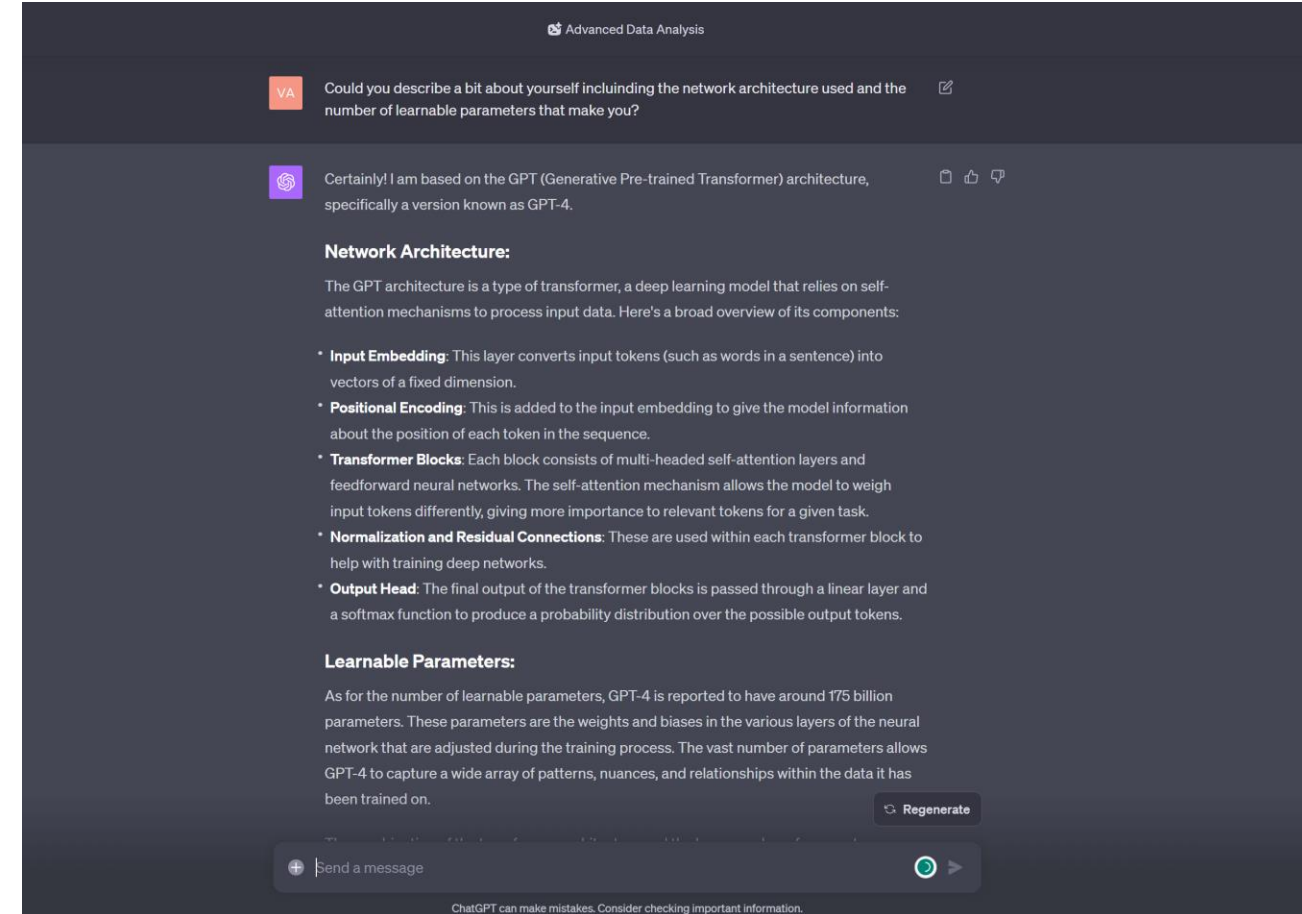 Advanced Data Analysis
VA
Could you describe a bit about yourself incluinding the network architecture used and the
number of learnable parameters that make you?
Certainly! I am based on the GPT (Generative Pre-trained Transformer) architecture,
specifically a version known as GPT-4.
Network Architecture:
The GPT architecture is a type of transformer, a deep learning model that relies on self-
attention mechanisms to process input data. Here's a broad overview of its components:
• Input Embedding: This layer converts input tokens (such as words in a sentence) into
vectors of a fixed dimension.
• Positional Encoding: This is added to the input embedding to give the model information
about the position of each token in the sequence.
• Transformer Blocks: Each block consists of multi-headed self-attention layers and
feedforward neural networks. The self-attention mechanism allows the model to weigh
input tokens differently, giving more importance to relevant tokens for a given task.
• Normalization and Residual Connections: These are used within each transformer block to
help with training deep networks.
• Output Head: The final output of the transformer blocks is passed through a linear layer and
a softmax function to produce a probability distribution over the possible output tokens.
Learnable Parameters:
As for the number of learnable parameters, GPT-4 is reported to have around 175 billion
parameters. These parameters are the weights and biases in the various layers of the neural
network that are adjusted during the training process. The vast number of parameters allows
GPT-4 to capture a wide array of patterns, nuances, and relationships within the data it has
been trained on.
Regenerate
Send a message
ChatGPT can make mistakes. Consider checking important information.